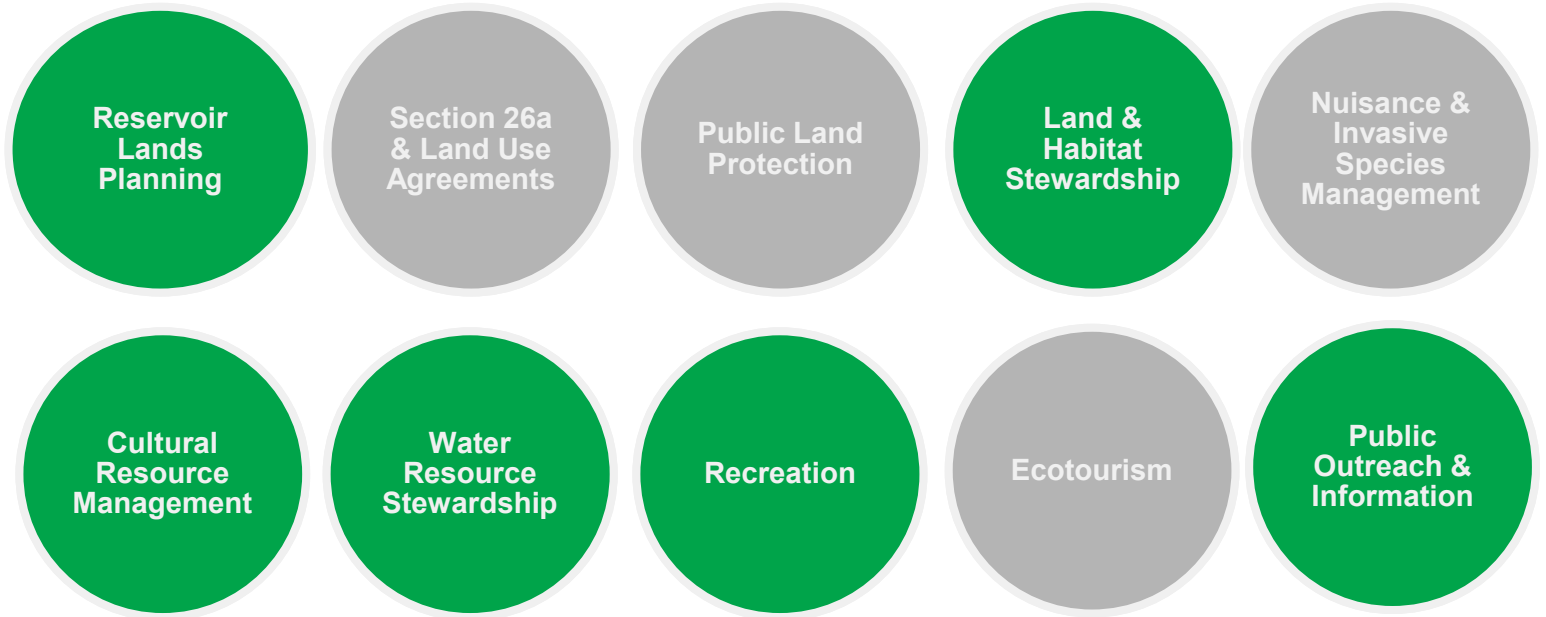 Reservoir
Lands
Planning
Section 26a
& Land Use
Agreements
Public Land
Protection
Land &
Habitat
Stewardship
Nuisance &
Invasive
Species
Management
Cultural
Resource
Management
Water
Resource
Stewardship
Recreation
Ecotourism
Public
Outreach &
Information